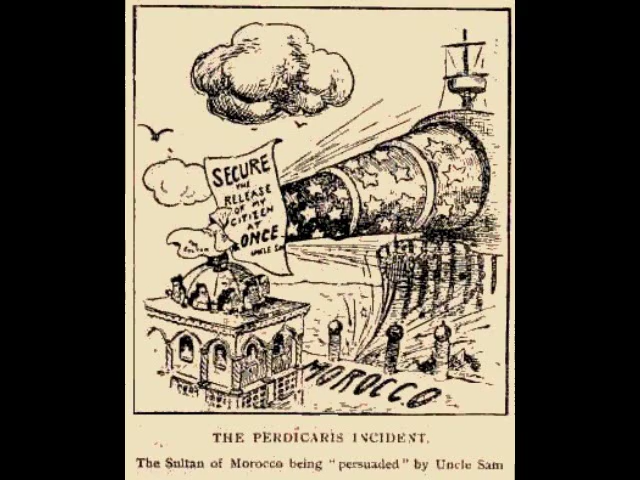 SECURE
THE
RELEASE
OF MY
CITIZEN
AT
ONCE
UNCLE SAM
MOROCCO
THE PERDICARIS INCIDENT.
The Sultan of Morocco being "persuaded" by Uncle Sam